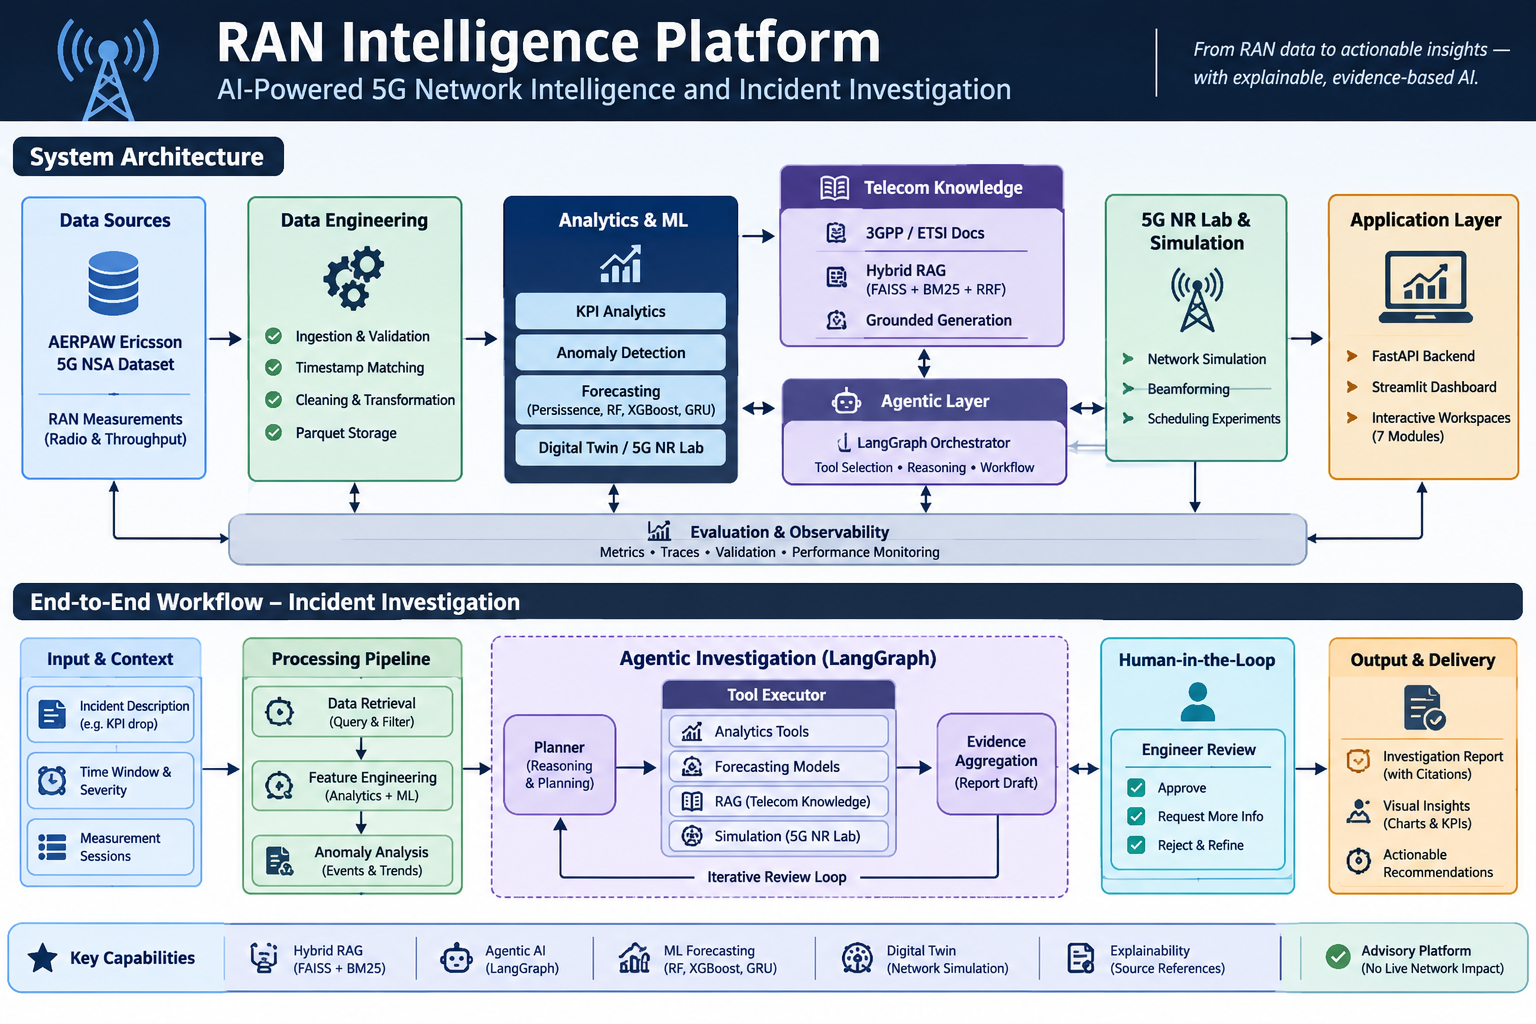 RAN Intelligence Platform
AI-Powered 5G Network Intelligence and Incident Investigation
From RAN data to actionable insights —
with explainable, evidence-based AI.
System Architecture
Data Sources
AERPAW Ericsson
5G NSA Dataset
RAN Measurements
(Radio & Throughput)
Data Engineering
Ingestion & Validation
Timestamp Matching
Cleaning & Transformation
Parquet Storage
Analytics & ML
KPI Analytics
Anomaly Detection
Forecasting
(Persissence, RF, XGBoost, GRU)
Digital Twin / 5G NR Lab
Telecom Knowledge
3GPP / ETSI Docs
Hybrid RAG
(FAISS + BM25 + RRF)
Grounded Generation
Agentic Layer
LangGraph Orchestrator
Tool Selection • Reasoning • Workflow
5G NR Lab &
Simulation
Network Simulation
Beamforming
Scheduling Experiments
Application Layer
FastAPI Backend
Streamlit Dashboard
Interactive Workspaces
(7 Modules)
Evaluation & Observability
Metrics • Traces • Validation • Performance Monitoring
End-to-End Workflow – Incident Investigation
Input & Context
Incident Description
(e.g. KPI drop)
Time Window &
Severity
Measurement
Sessions
Processing Pipeline
Data Retrieval
(Query & Filter)
Feature Engineering
(Analytics + ML)
Anomaly Analysis
(Events & Trends)
Agentic Investigation (LangGraph)
Planner
(Reasoning
& Planning)
Tool Executor
Analytics Tools
Forecasting Models
RAG (Telecom Knowledge)
Simulation (5G NR Lab)
Evidence
Aggregation
(Report Draft)
Iterative Review Loop
Human-in-the-Loop
Engineer Review
Approve
Request More Info
Reject & Refine
Output & Delivery
Investigation Report
(with Citations)
Visual Insights
(Charts & KPIs)
Actionable
Recommendations
Key Capabilities
Hybrid RAG
(FAISS + BM25)
Agentic AI
(LangGraph)
ML Forecasting
(RF, XGBoost, GRU)
Digital Twin
(Network Simulation)
Explainability
(Source References)
Advisory Platform
(No Live Network Impact)